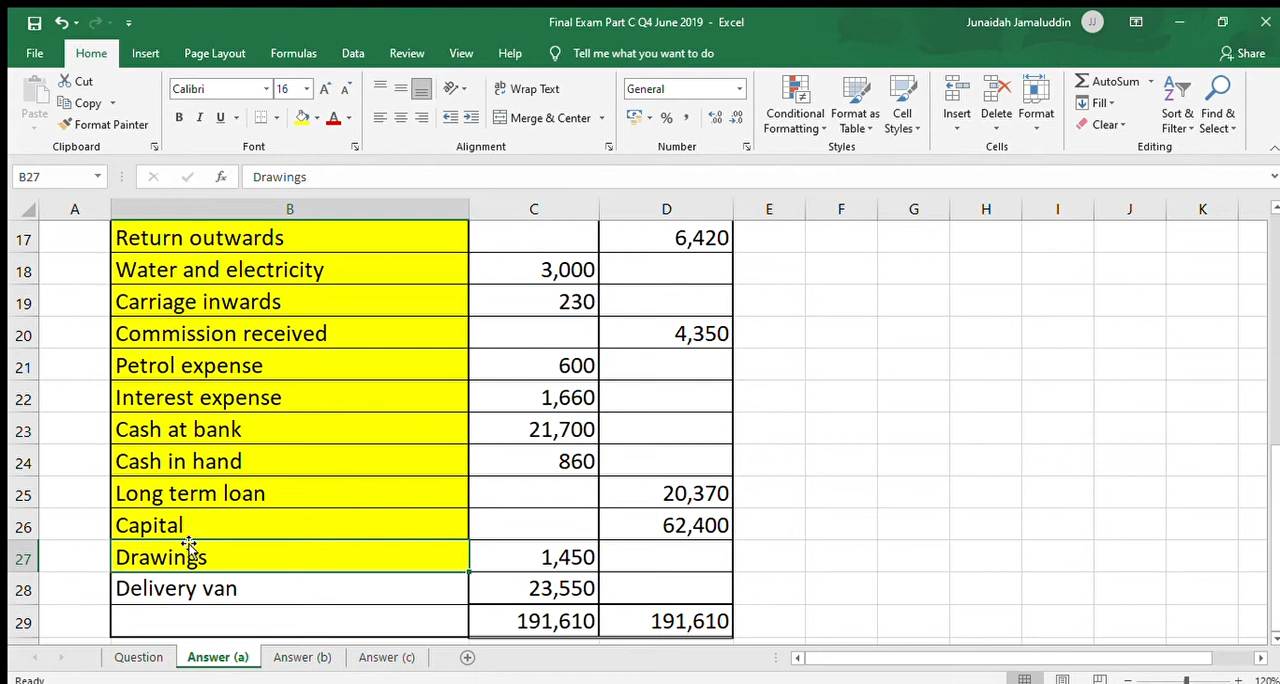 Final Exam Part C Q4 June 2019 - Excel
Junaidah Jamaluddin
JJ
File Home Insert Page Layout Formulas Data Review View Help Tell me what you want to do Share
Paste
Cut
Copy
Format Painter
Clipboard
Calibri 16
A A
B I U A
Font
ab
Wrap Text
Merge & Center
Alignment
General
% ,
Number
Conditional Formatting
Format as Table
Cell Styles
Styles
Insert Delete Format
Cells
AutoSum
Fill
Clear
Sort & Filter
Find & Select
Editing
B27 fx Drawings
A B C D E F G H I J K
17 Return outwards 6,420
18 Water and electricity 3,000
19 Carriage inwards 230
20 Commission received 4,350
21 Petrol expense 600
22 Interest expense 1,660
23 Cash at bank 21,700
24 Cash in hand 860
25 Long term loan 20,370
26 Capital 62,400
27 Drawings 1,450
28 Delivery van 23,550
29 191,610 191,610
Question Answer (a) Answer (b) Answer (c)
Ready 120%